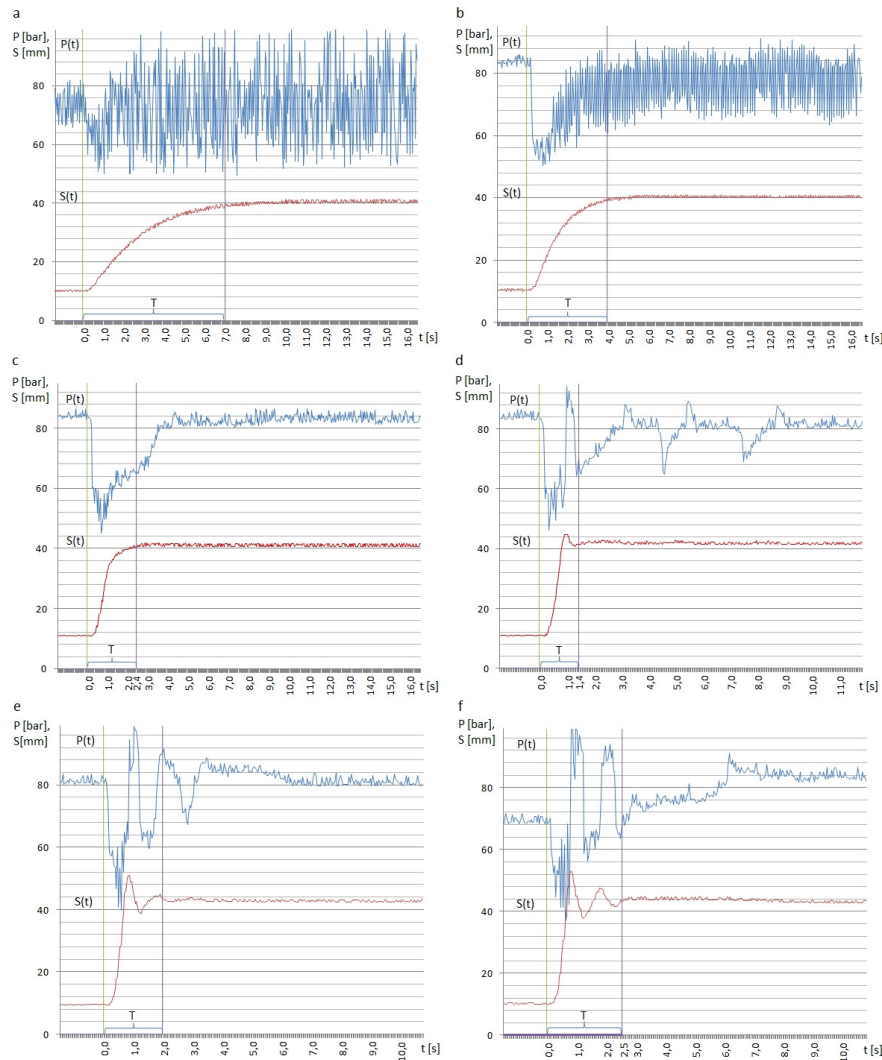 a
P [bar],
S [mm]
P(t)
80
60
S(t)
40
20
T
0
0,0 1,0 2,0 3,0 4,0 5,0 6,0 7,0 8,0 9,0 10,0 11,0 12,0 13,0 14,0 15,0 16,0 t [s]
b
P [bar],
S [mm]
P(t)
80
60
S(t)
40
20
T
0
0,0 1,0 2,0 3,0 4,0 5,0 6,0 7,0 8,0 9,0 10,0 11,0 12,0 13,0 14,0 15,0 16,0 t [s]
c
P [bar],
S [mm]
P(t)
80
60
S(t)
40
20
T
0
0,0 1,0 2,0 2,4 3,0 4,0 5,0 6,0 7,0 8,0 9,0 10,0 11,0 12,0 13,0 14,0 15,0 16,0 t [s]
d
P [bar],
S [mm]
P(t)
80
60
S(t)
40
20
T
0
0,0 1,0 1,4 2,0 3,0 4,0 5,0 6,0 7,0 8,0 9,0 10,0 11,0 t [s]
e
P [bar],
S[mm]
P(t)
80
60
S(t)
40
20
T
0
0,0 1,0 2,0 3,0 4,0 5,0 6,0 7,0 8,0 9,0 10,0 t [s]
f
P [bar],
S [mm]
P(t)
80
60
S(t)
40
20
T
0
0,0 1,0 2,0 2,5 3,0 4,0 5,0 6,0 7,0 8,0 9,0 10,0 t [s]